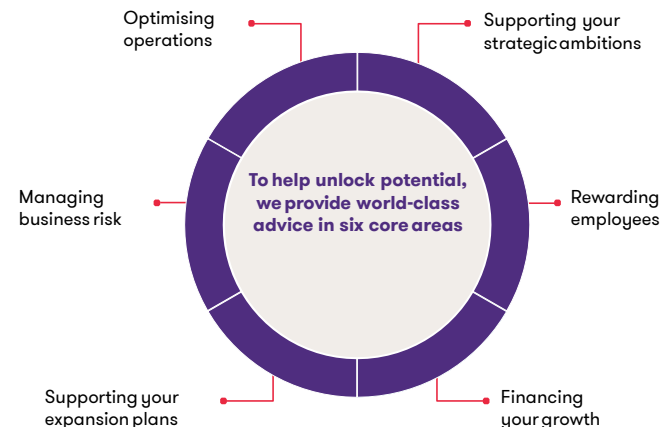 Optimising
operations
Supporting your
strategic ambitions
To help unlock potential,
we provide world-class
advice in six core areas
Managing
business risk
Rewarding
employees
Supporting your
expansion plans
Financing
your growth